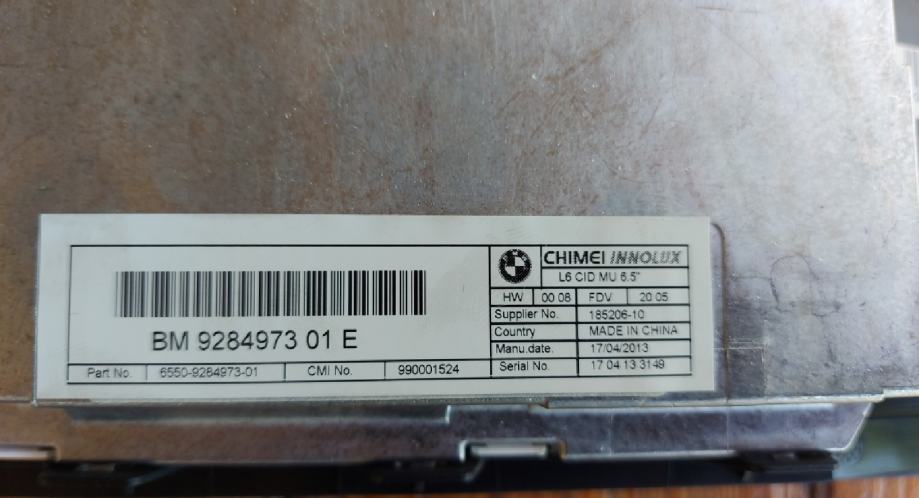 CHIMEI INNOLUX
L6 CID MU 6.5"
HW 00 08 FDV 20 05
Supplier No. 185206-10
Country MADE IN CHINA
Manu.date. 17/04/2013
Serial No. 17 04 13 3149
BM 9284973 01 E
Part No. 6550-9284973-01 CMI No. 990001524